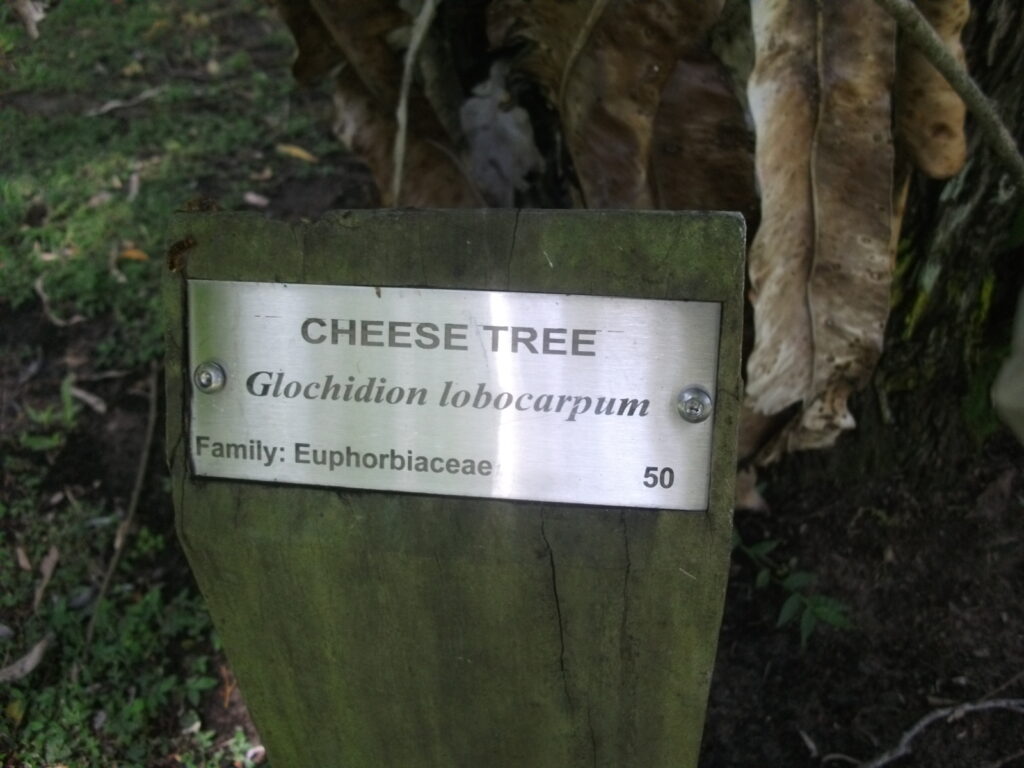 CHEESE TREE
Glochidion lobocarpum
Family: Euphorbiaceae
50